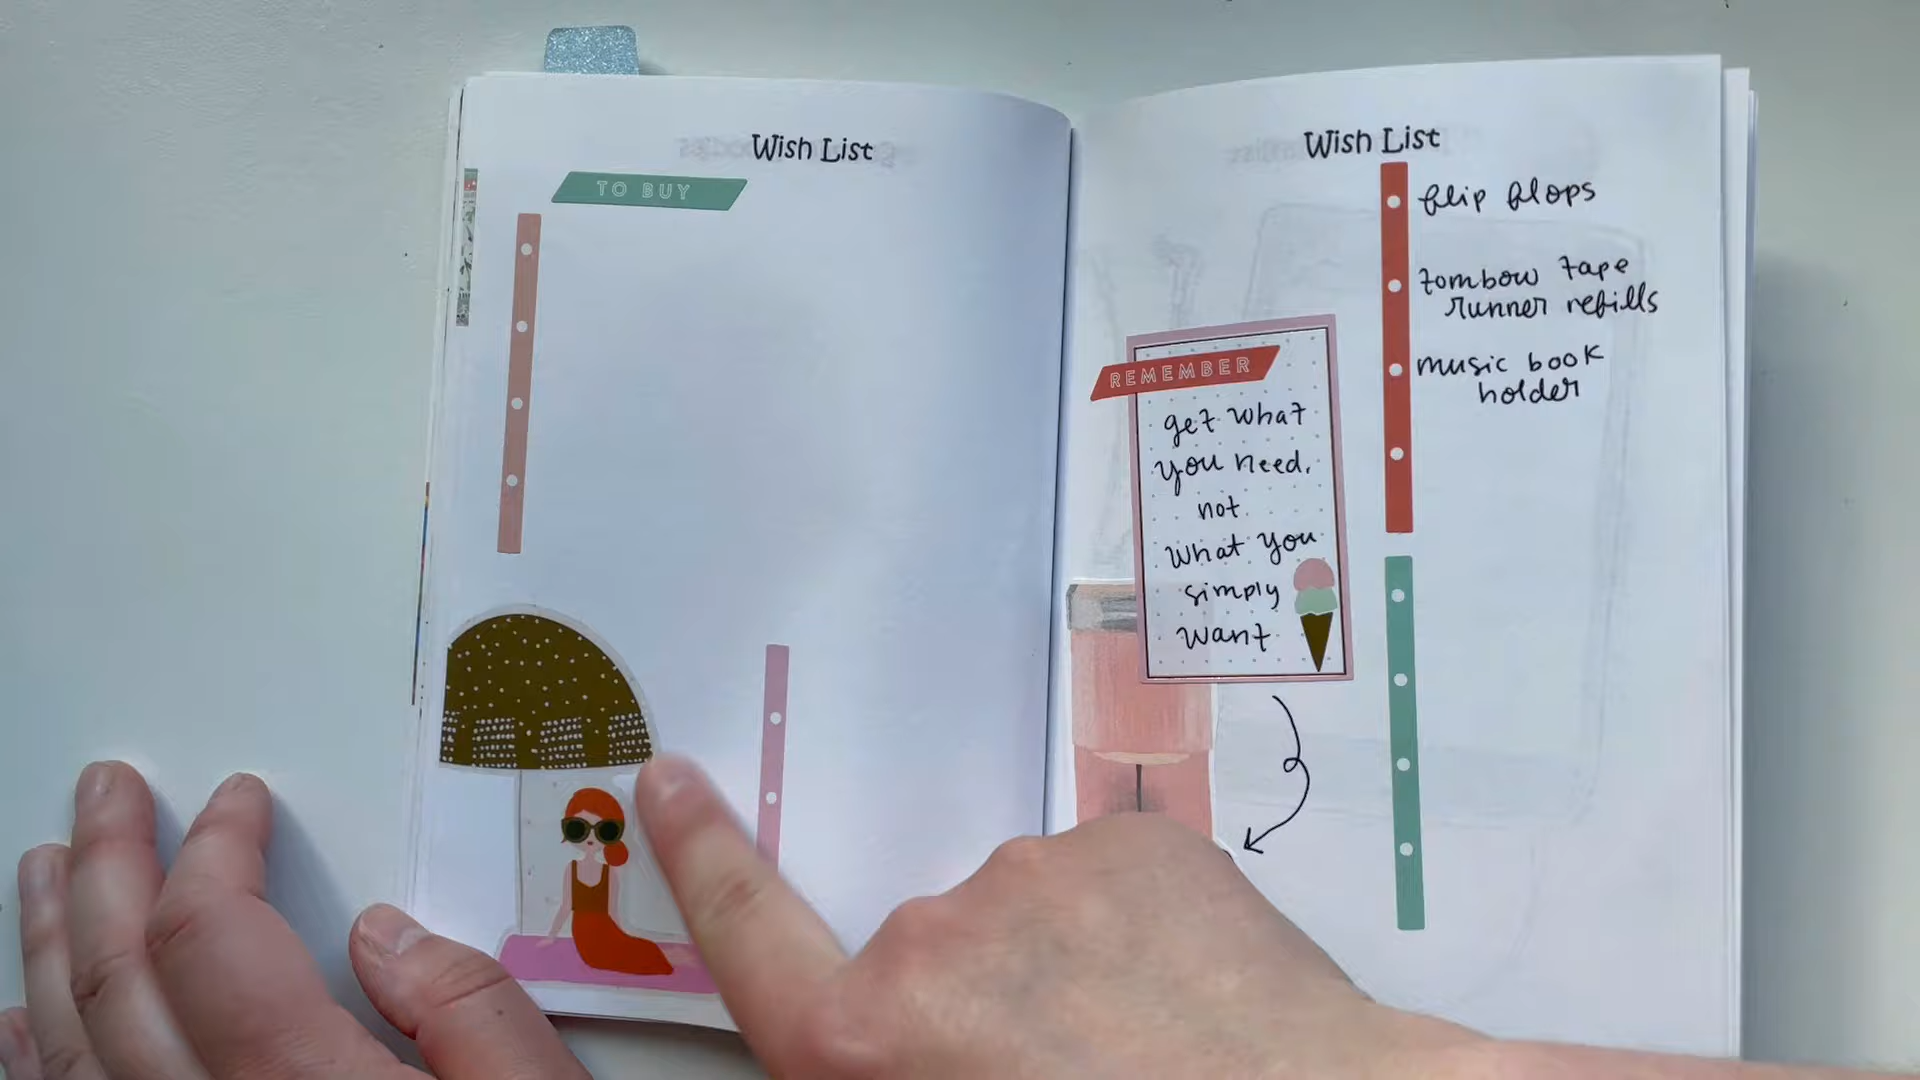 Wish List
TO BUY
Wish List
flip flops
tombow tape
runner refills
music book
holder
REMEMBER
get what
you need,
not
what you
simply
want